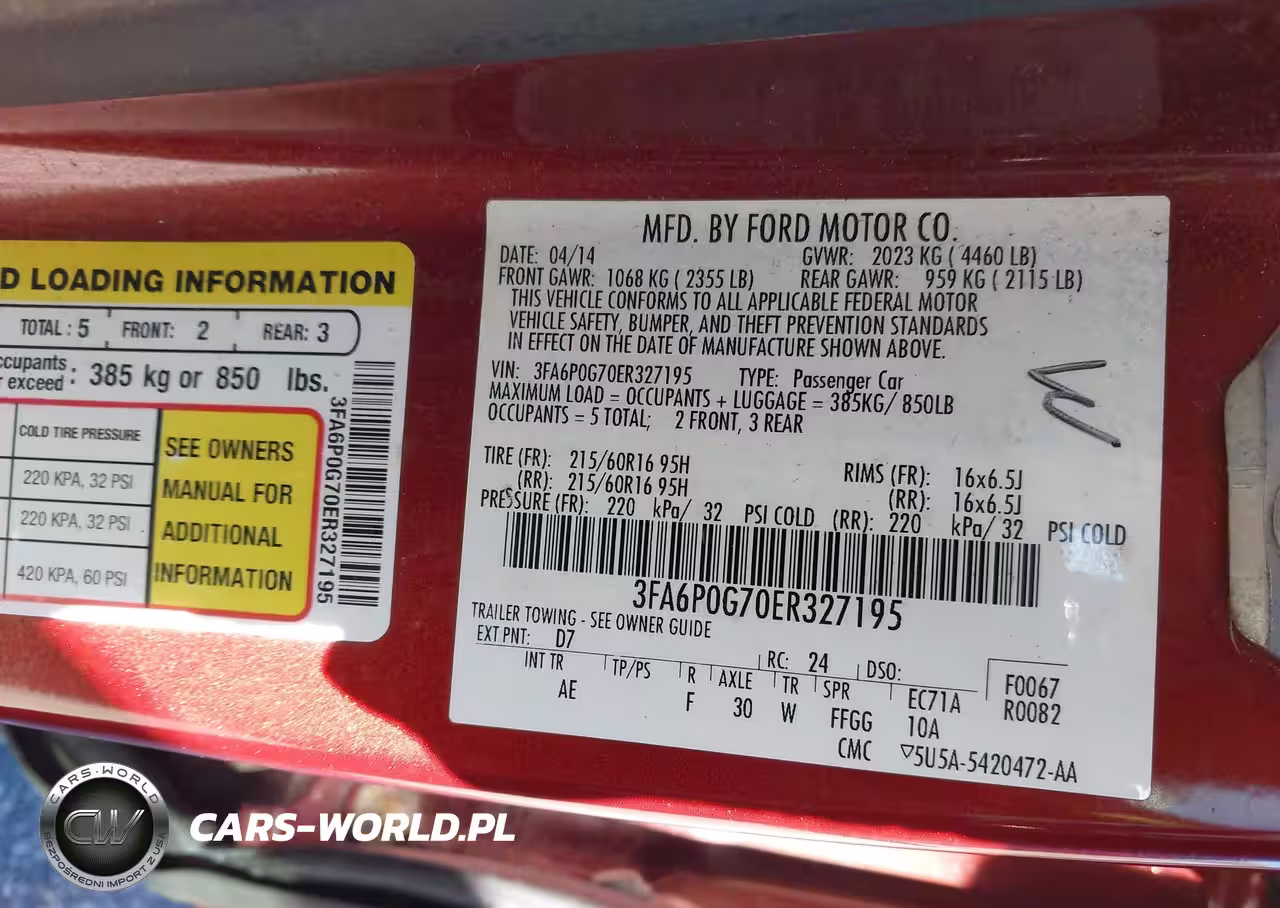 D LOADING INFORMATION
TOTAL : 5 FRONT: 2 REAR: 3
ccupants
exceed : 385 kg or 850 lbs.
COLD TIRE PRESSURE
220 KPA, 32 PSI
220 KPA, 32 PSI
420 KPA, 60 PSI
SEE OWNERS
MANUAL FOR
ADDITIONAL
INFORMATION
3FA6P0G70ER327195
MFD. BY FORD MOTOR CO.
DATE: 04/14 GVWR: 2023 KG ( 4460 LB)
FRONT GAWR: 1068 KG ( 2355 LB) REAR GAWR: 959 KG ( 2115 LB)
THIS VEHICLE CONFORMS TO ALL APPLICABLE FEDERAL MOTOR
VEHICLE SAFETY, BUMPER, AND THEFT PREVENTION STANDARDS
IN EFFECT ON THE DATE OF MANUFACTURE SHOWN ABOVE.
VIN: 3FA6P0G70ER327195 TYPE: Passenger Car
MAXIMUM LOAD = OCCUPANTS + LUGGAGE = 385KG/ 850LB
OCCUPANTS = 5 TOTAL; 2 FRONT, 3 REAR
TIRE (FR): 215/60R16 95H RIMS (FR): 16x6.5J
(RR): 215/60R16 95H (RR): 16x6.5J
PRESSURE (FR): 220 kPa/ 32 PSI COLD (RR): 220 kPa/ 32 PSI COLD
3FA6P0G70ER327195
TRAILER TOWING - SEE OWNER GUIDE
EXT PNT: D7 RC: 24 DSO:
INT TR TP/PS R AXLE TR SPR EC71A F0067
AE F 30 W FFGG 10A R0082
CMC ▽5U5A-5420472-AA
CARS-WORLD
CW
BEZPOŚREDNI IMPORT Z USA
CARS-WORLD.PL